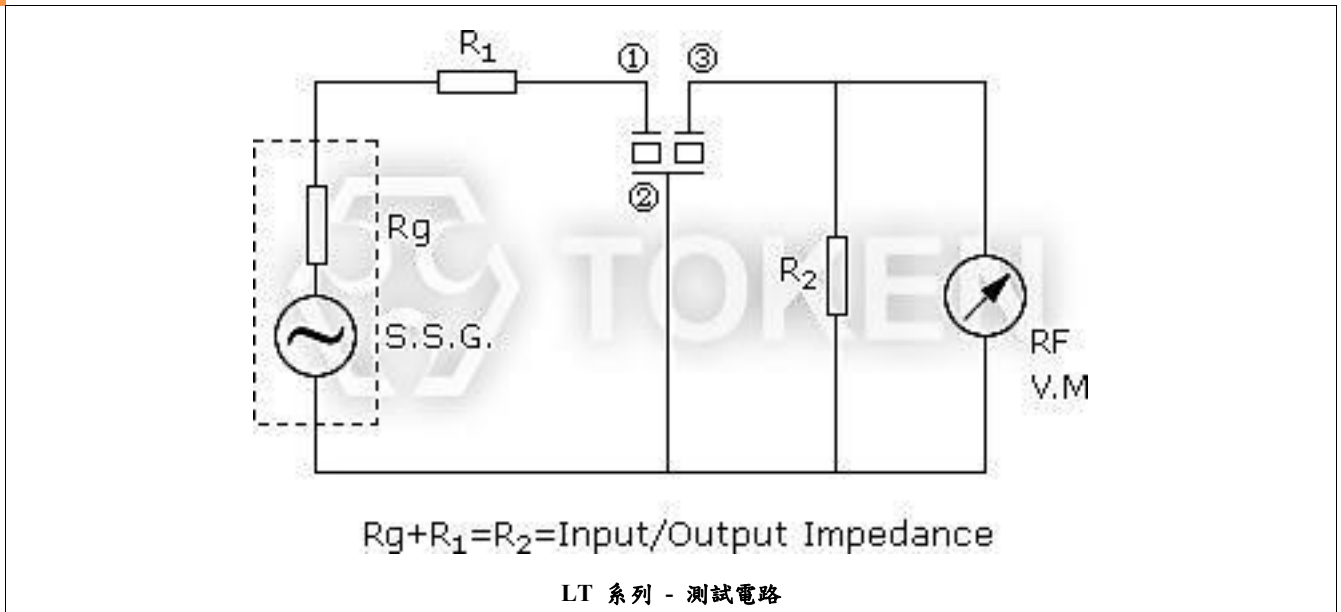 R1
① ③
②
Rg
TOKEN
R2
S.S.G.
RF
V.M
Rg+R1=R2=Input/Output Impedance
LT 系列 - 測試電路